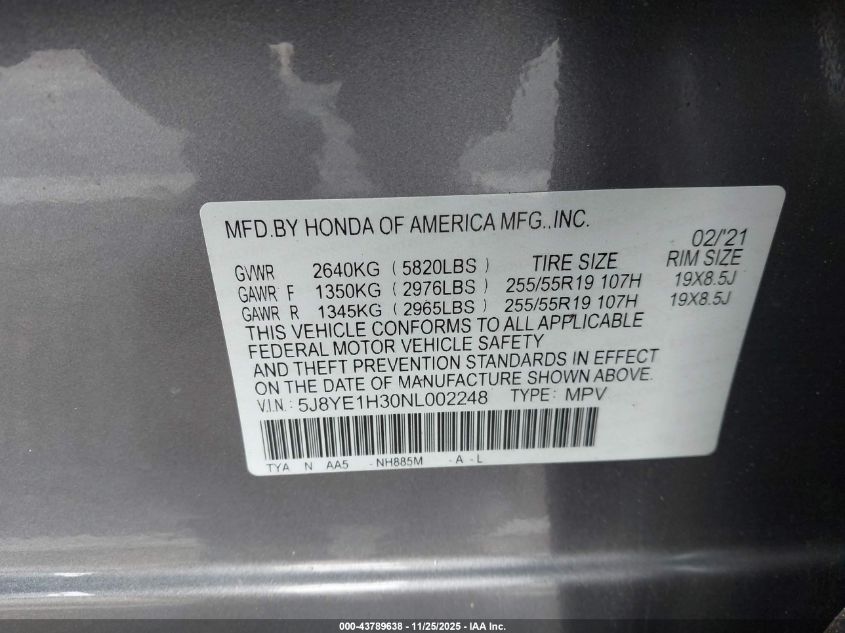 MFD.BY HONDA OF AMERICA MFG.,INC.
02/'21
GVWR 2640KG ( 5820LBS ) TIRE SIZE RIM SIZE
GAWR F 1350KG ( 2976LBS ) 255/55R19 107H 19X8.5J
GAWR R 1345KG ( 2965LBS ) 255/55R19 107H 19X8.5J
THIS VEHICLE CONFORMS TO ALL APPLICABLE
FEDERAL MOTOR VEHICLE SAFETY
AND THEFT PREVENTION STANDARDS IN EFFECT
ON THE DATE OF MANUFACTURE SHOWN ABOVE.
V.I.N.: 5J8YE1H30NL002248 TYPE: MPV
TYA N AA5 -NH885M -A -L
000-43789638 - 11/25/2025 - IAA Inc.